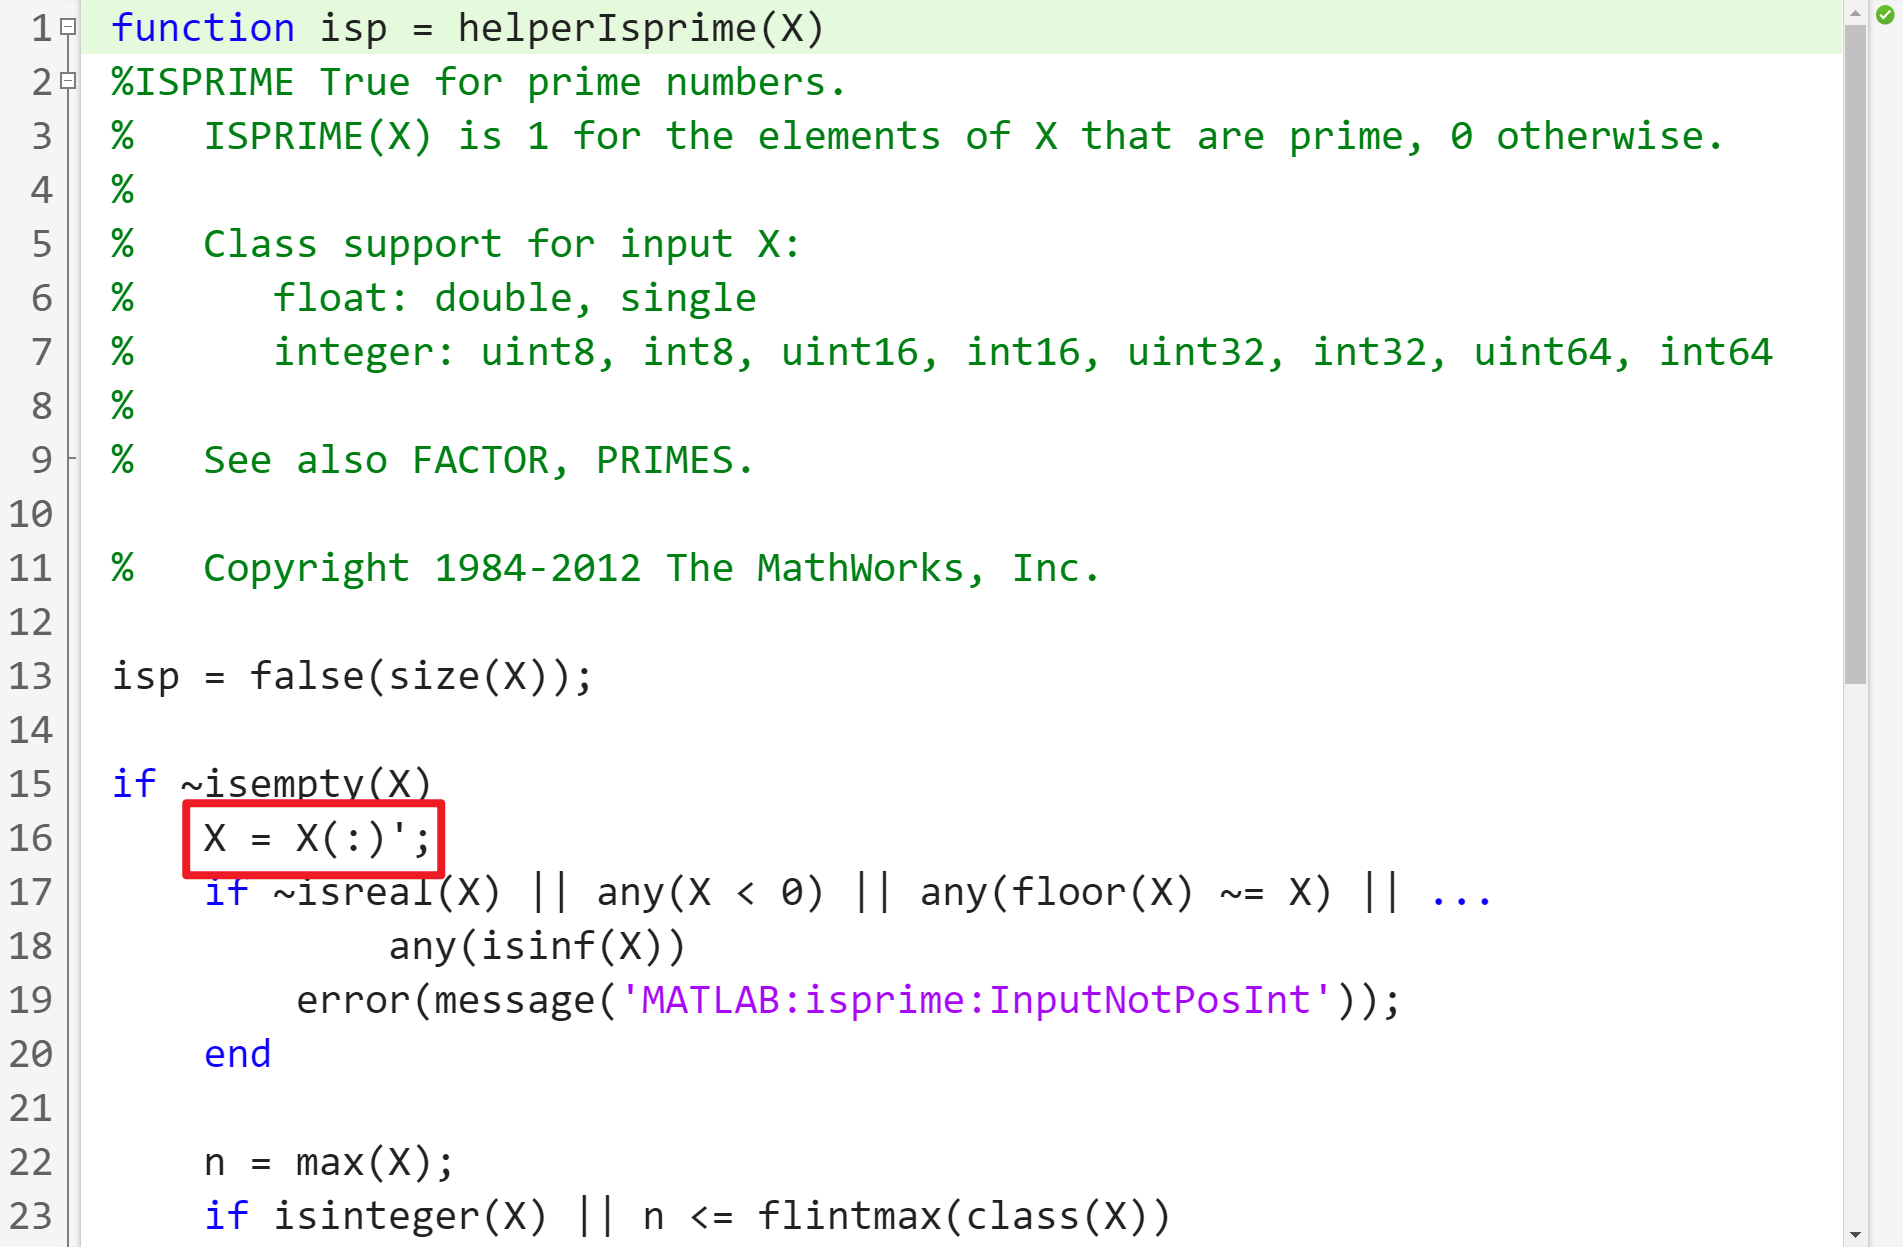 1 function isp = helperIsprime(X)
2 %ISPRIME True for prime numbers.
3 %   ISPRIME(X) is 1 for the elements of X that are prime, 0 otherwise.
4 %
5 %   Class support for input X:
6 %      float: double, single
7 %      integer: uint8, int8, uint16, int16, uint32, int32, uint64, int64
8 %
9 %   See also FACTOR, PRIMES.
10
11 %   Copyright 1984-2012 The MathWorks, Inc.
12
13 isp = false(size(X));
14
15 if ~isempty(X)
16     X = X(:)';
17     if ~isreal(X) || any(X < 0) || any(floor(X) ~= X) || ...
18             any(isinf(X))
19         error(message('MATLAB:isprime:InputNotPosInt'));
20     end
21
22     n = max(X);
23     if isinteger(X) || n <= flintmax(class(X))